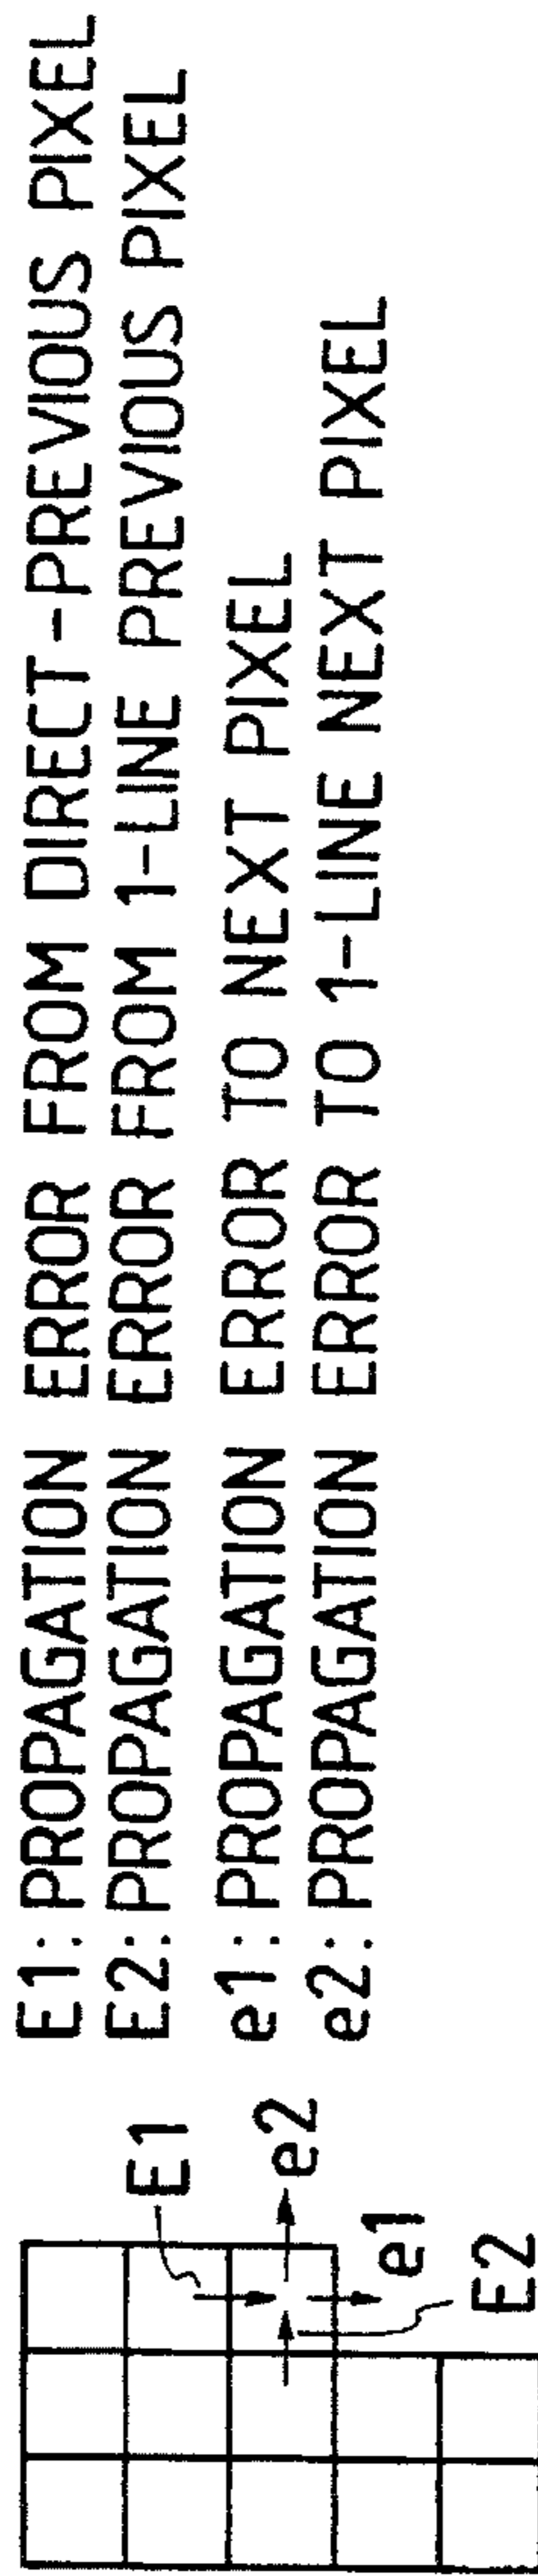 E1: PROPAGATION ERROR FROM DIRECT-PREVIOUS PIXEL
E2: PROPAGATION ERROR FROM 1-LINE PREVIOUS PIXEL
e1: PROPAGATION ERROR TO NEXT PIXEL
e2: PROPAGATION ERROR TO 1-LINE NEXT PIXEL
E1
e2
e1
E2